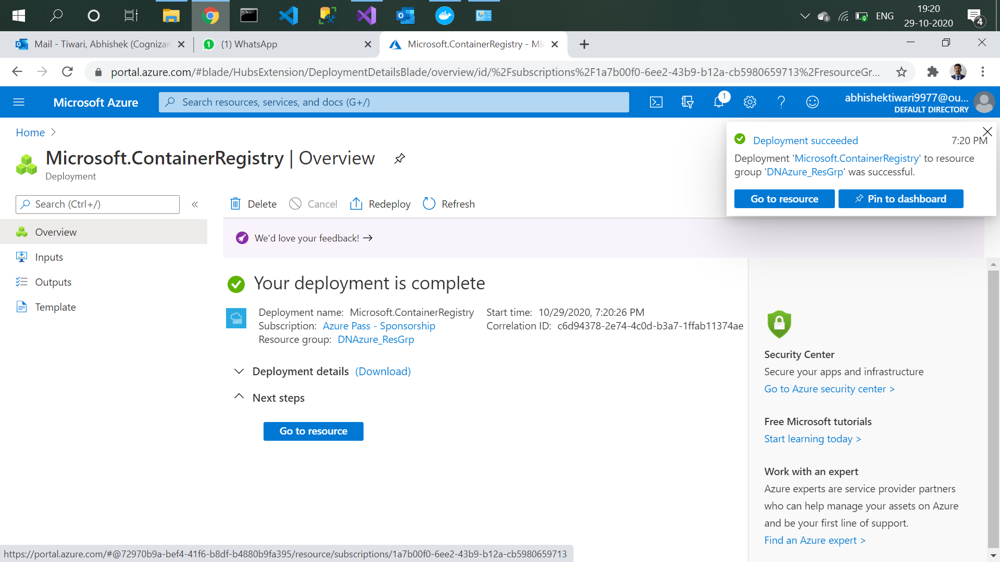 ENG
19:20
29-10-2020
4
Mail - Tiwari, Abhishek (Cognizan
(1) WhatsApp
Microsoft.ContainerRegistry - Mic
portal.azure.com/#blade/HubsExtension/DeploymentDetailsBlade/overview/id/%2Fsubscriptions%2F1a7b00f0-6ee2-43b9-b12a-cb5980659713%2FresourceGr...
Microsoft Azure
Search resources, services, and docs (G+/)
1
abhishektiwari9977@ou...
DEFAULT DIRECTORY
Home
Microsoft.ContainerRegistry | Overview
Deployment
Deployment succeeded
7:20 PM
Deployment 'Microsoft.ContainerRegistry' to resource
group 'DNAzure_ResGrp' was successful.
Go to resource
Pin to dashboard
Search (Ctrl+/)
«
Delete
Cancel
Redeploy
Refresh
Overview
Inputs
Outputs
Template
We'd love your feedback! →
Your deployment is complete
Deployment name: Microsoft.ContainerRegistry
Subscription: Azure Pass - Sponsorship
Resource group: DNAzure_ResGrp
Start time: 10/29/2020, 7:20:26 PM
Correlation ID: c6d94378-2e74-4c0d-b3a7-1ffab11374ae
Deployment details (Download)
Next steps
Go to resource
Security Center
Secure your apps and infrastructure
Go to Azure security center >
Free Microsoft tutorials
Start learning today >
Work with an expert
Azure experts are service provider partners
who can help manage your assets on Azure
and be your first line of support.
Find an Azure expert >
https://portal.azure.com/#@72970b9a-bef4-41f6-b8df-b4880b9fa395/resource/subscriptions/1a7b00f0-6ee2-43b9-b12a-cb5980659713